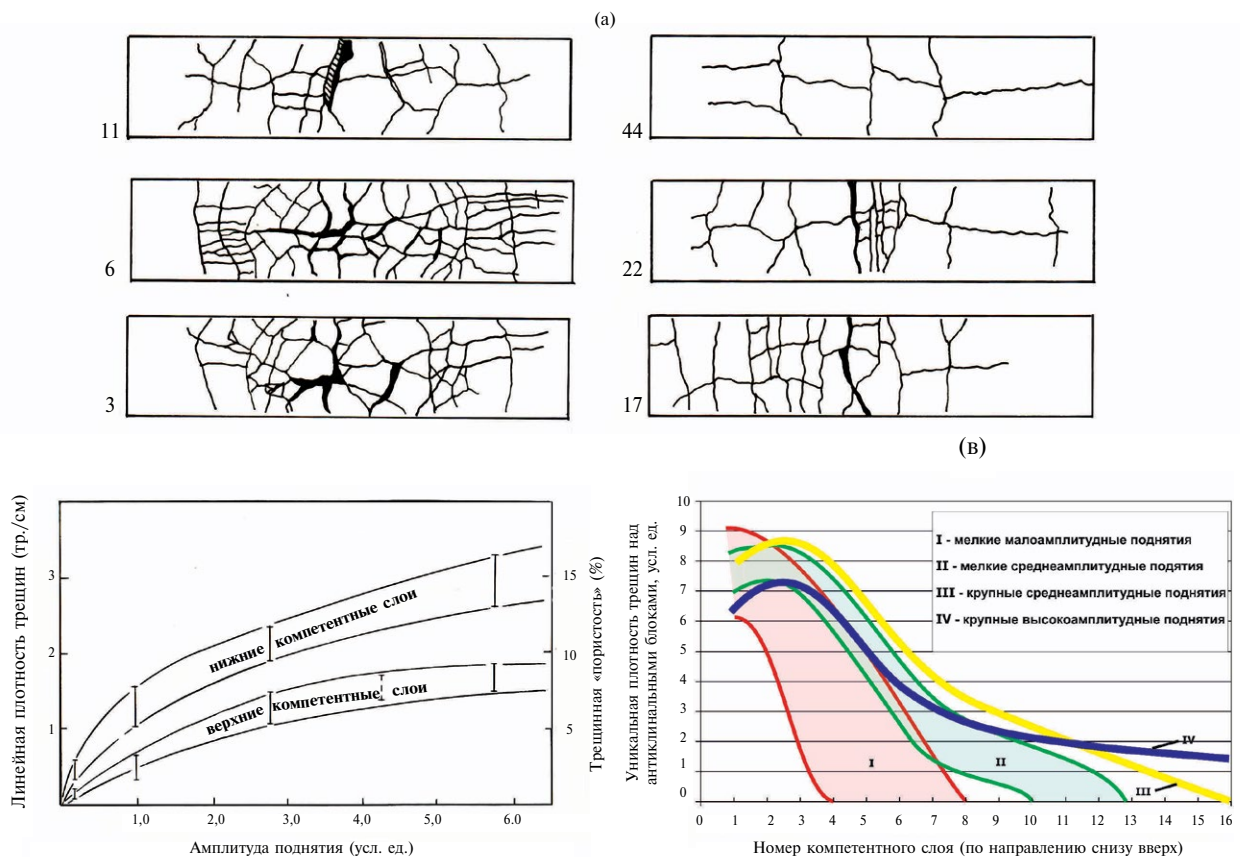 (а)
11
44
6
22
3
17
(в)
Линейная плотность трещин (тр./см)
3
2
1
нижние компетентные слои
верхние компетентные слои
1,0
2,0
3,0
4,0
5,0
6.0
Амплитуда поднятия (усл. ед.)
15
10
5
Трещинная «пористость» (%)
Уникальная плотность трещин над
антиклинальными блоками, усл. ед.
10
9
8
7
6
5
4
3
2
1
0
I - мелкие малоамплитудные поднятия
II - мелкие среднеамплитудные подятия
III - крупные среднеамплитудные поднятия
IV - крупные высокоамплитудные поднятия
I
II
IV
III
0 1 2 3 4 5 6 7 8 9 10 11 12 13 14 15 16
Номер компетентного слоя (по направлению снизу вверх)